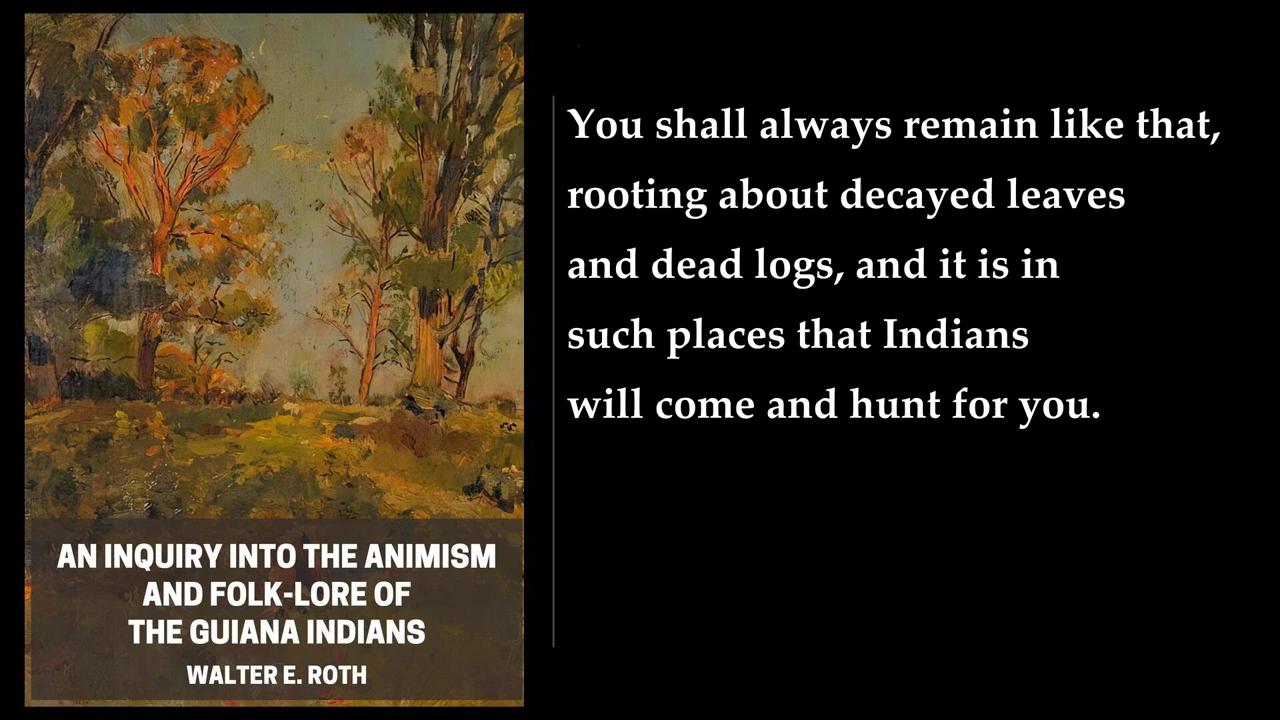 You shall always remain like that,
rooting about decayed leaves
and dead logs, and it is in
such places that Indians
will come and hunt for you.
AN INQUIRY INTO THE ANIMISM
AND FOLK-LORE OF
THE GUIANA INDIANS
WALTER E. ROTH